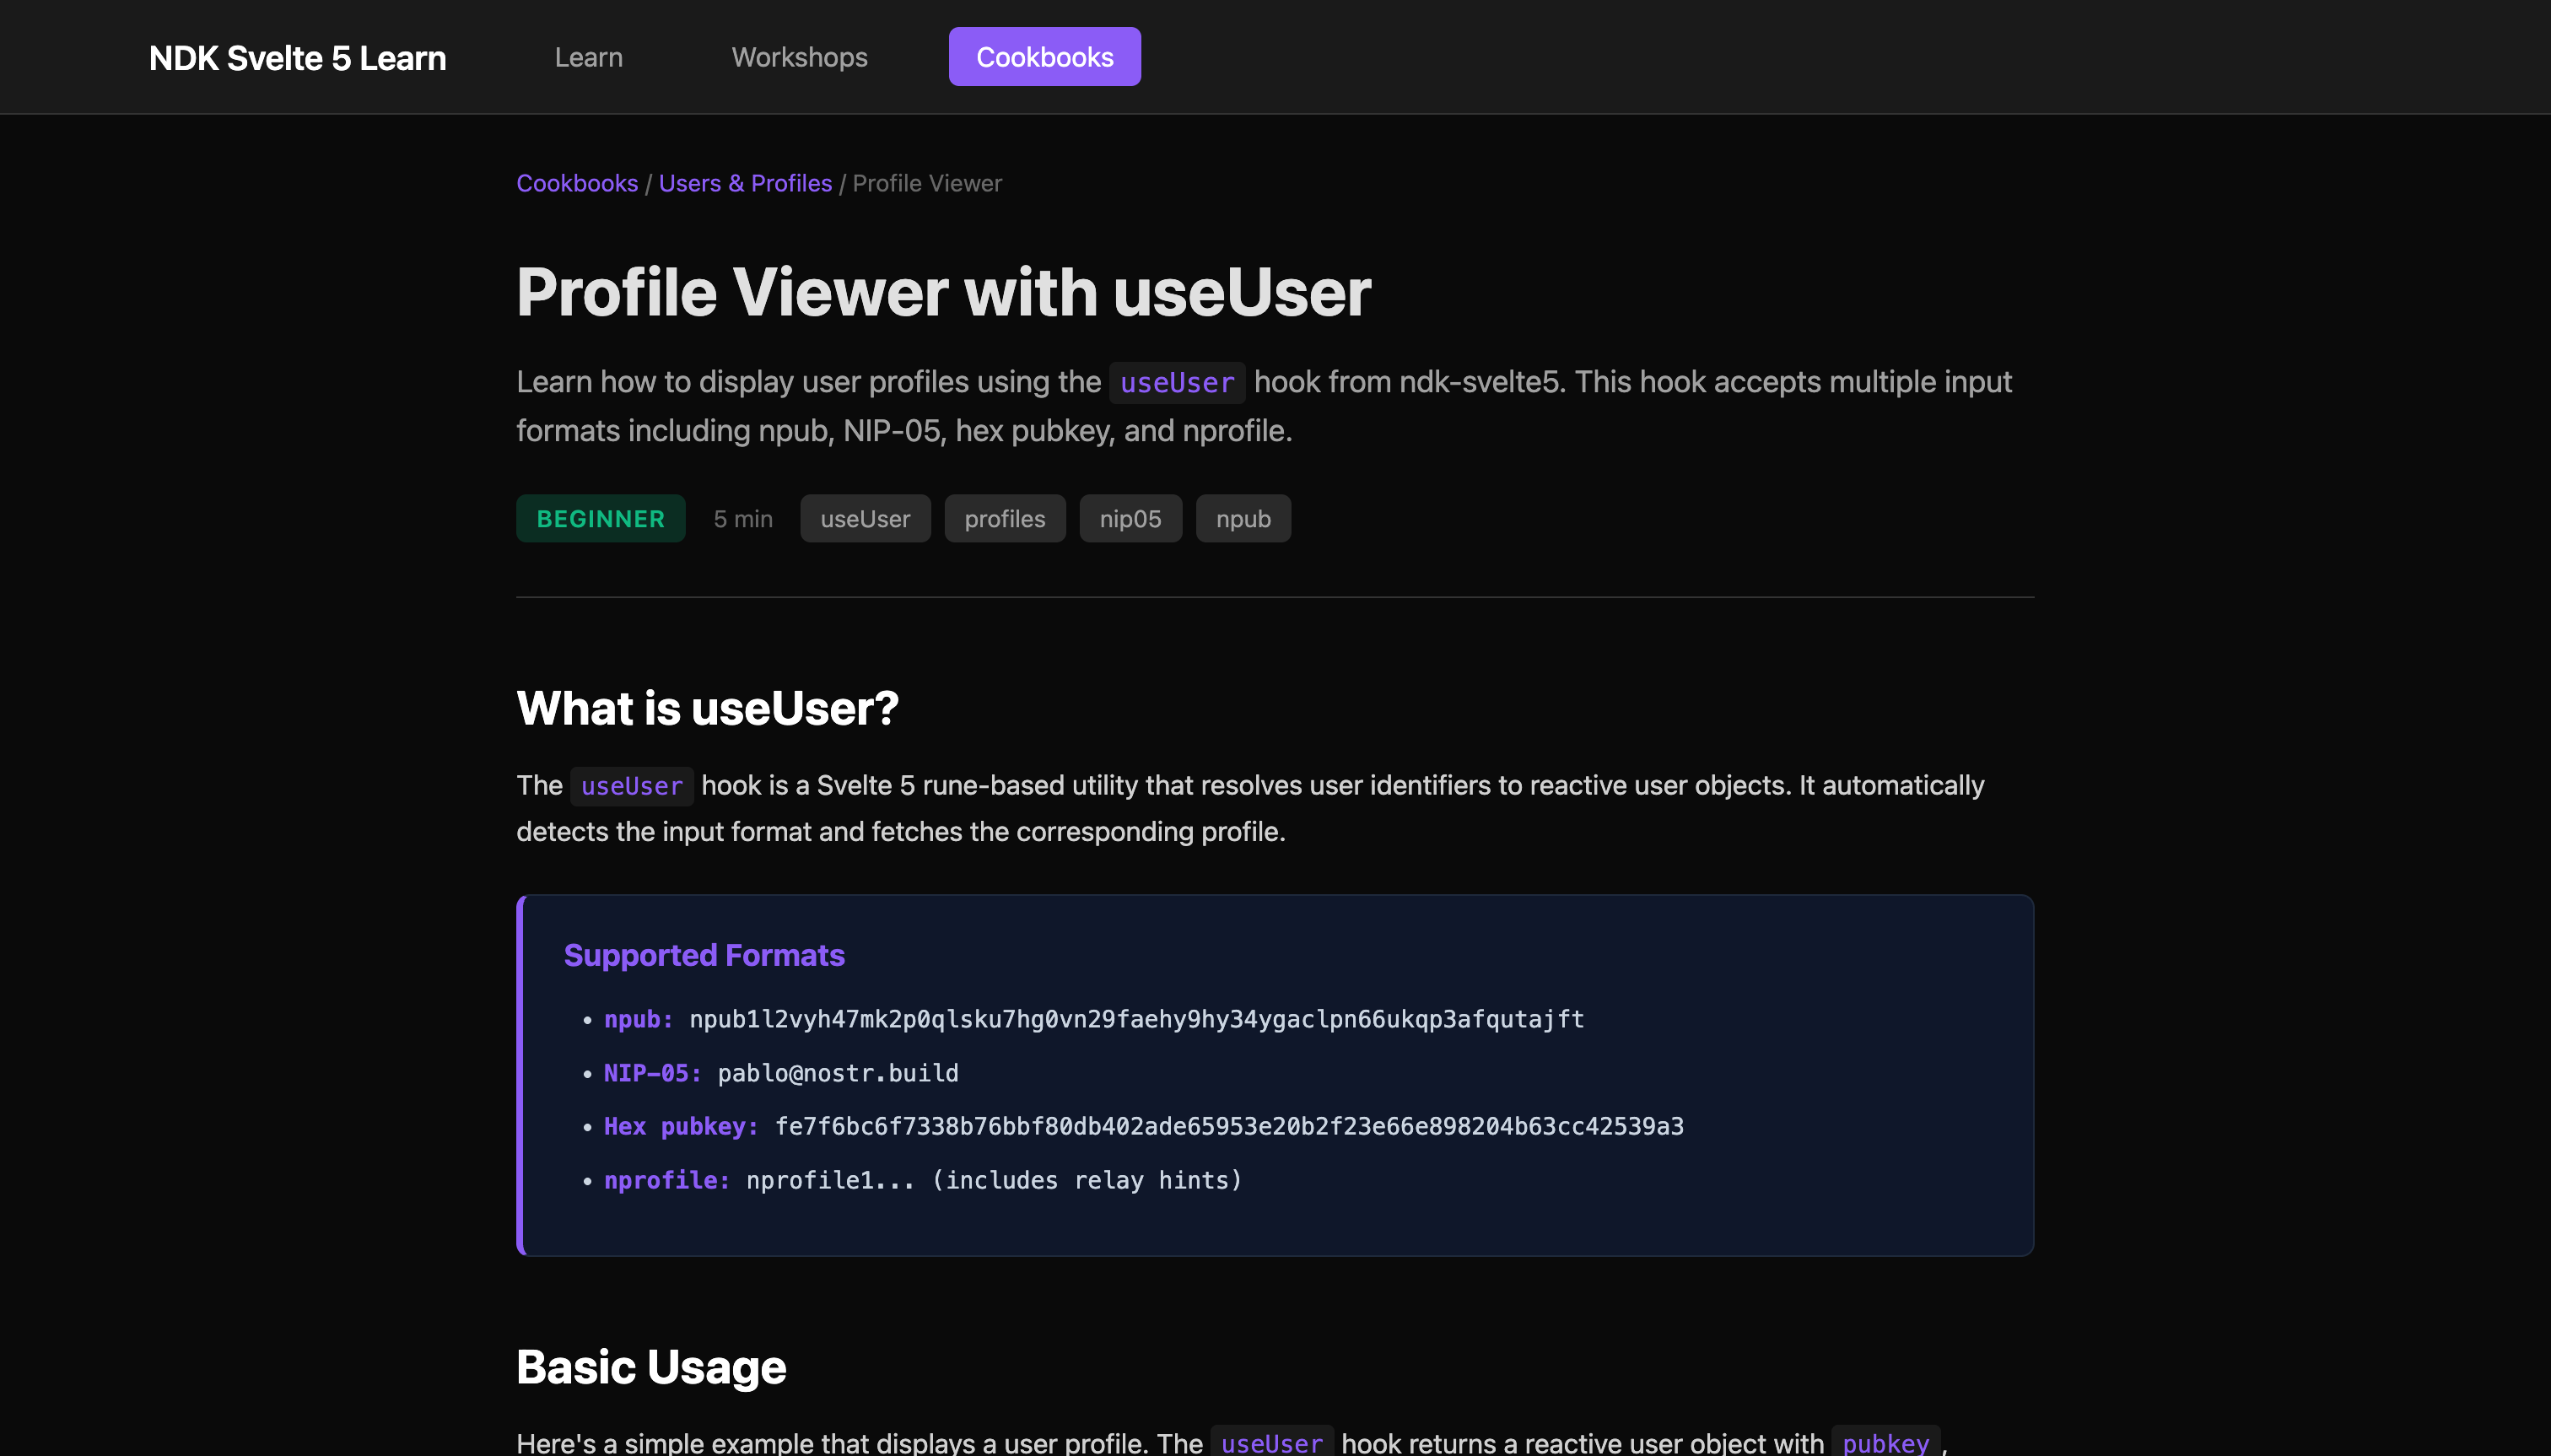 NDK Svelte 5 Learn
Learn
Workshops
Cookbooks
Cookbooks / Users & Profiles / Profile Viewer
Profile Viewer with useUser
Learn how to display user profiles using the useUser hook from ndk-svelte5. This hook accepts multiple input
formats including npub, NIP-05, hex pubkey, and nprofile.
BEGINNER 5 min useUser profiles nip05 npub
What is useUser?
The useUser hook is a Svelte 5 rune-based utility that resolves user identifiers to reactive user objects. It automatically
detects the input format and fetches the corresponding profile.
Supported Formats
• npub: npub1l2vyh47mk2p0qlsku7hg0vn29faehy9hy34ygaclpn66ukqp3afqutajft
• NIP-05: pablo@nostr.build
• Hex pubkey: fe7f6bc6f7338b76bbf80db402ade65953e20b2f23e66e898204b63cc42539a3
• nprofile: nprofile1... (includes relay hints)
Basic Usage
Here's a simple example that displays a user profile. The useUser hook returns a reactive user object with pubkey ,